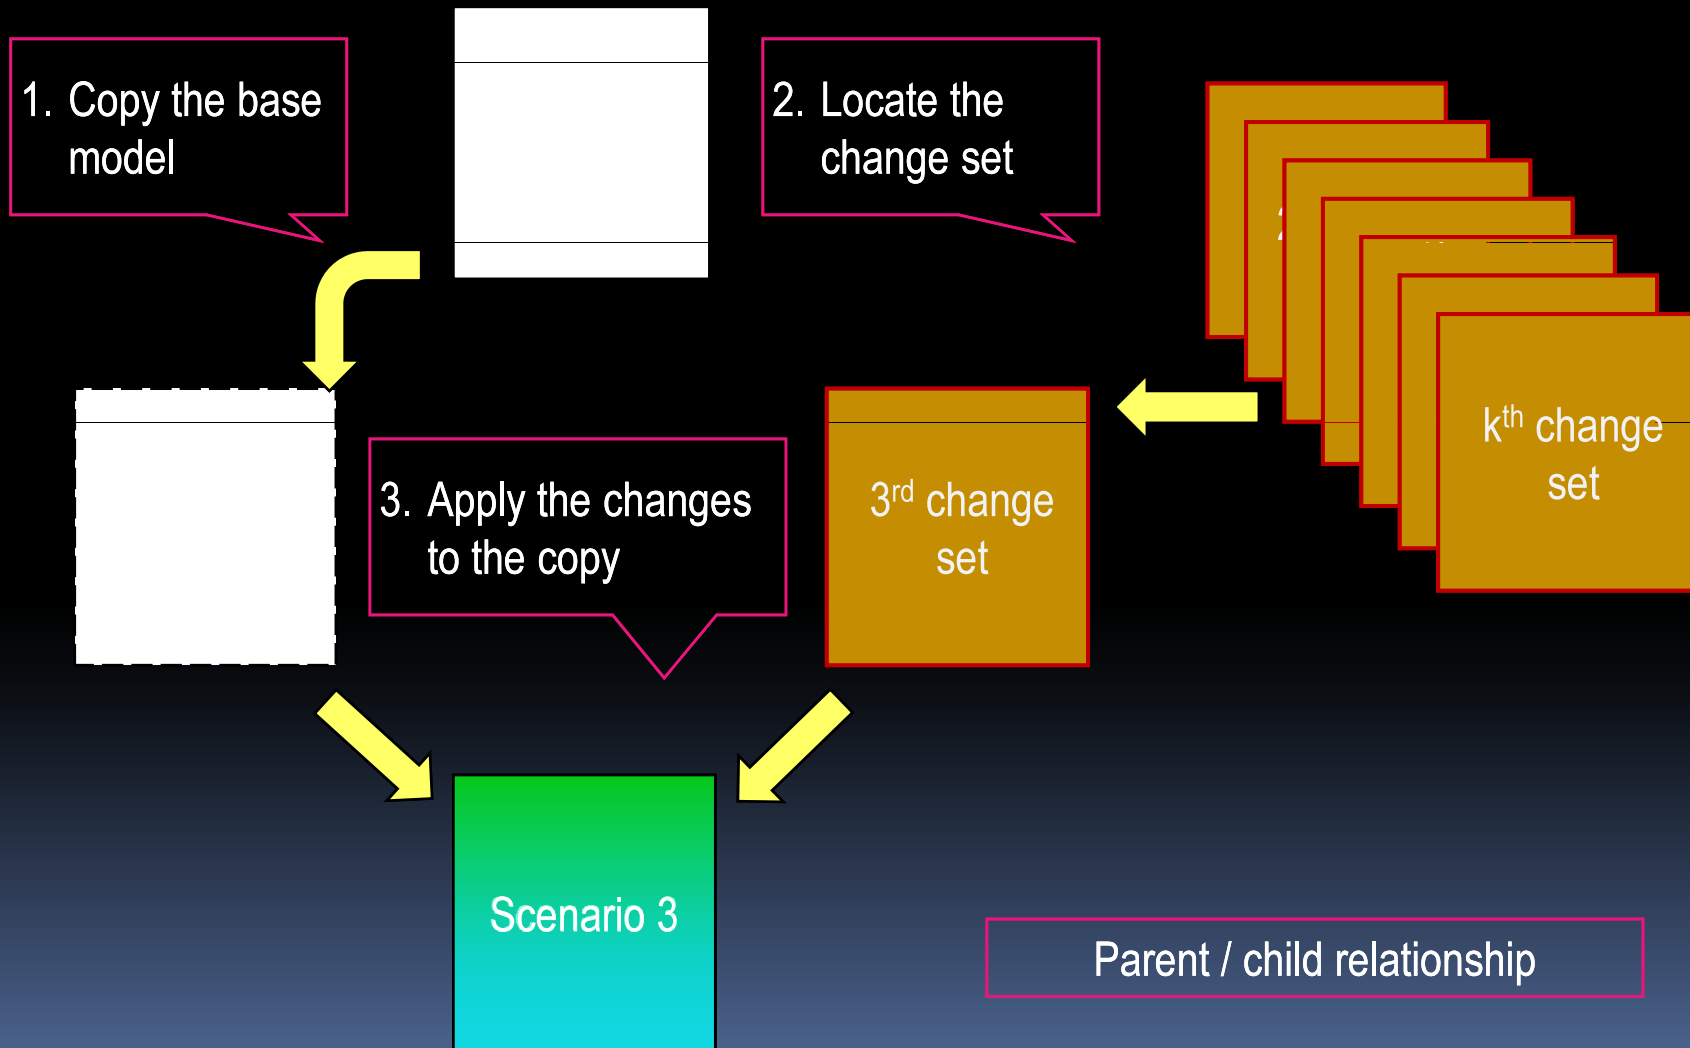 1. Copy the base
model
2. Locate the
change set
kth change
set
3. Apply the changes
to the copy
3rd change
set
Scenario 3
Parent / child relationship